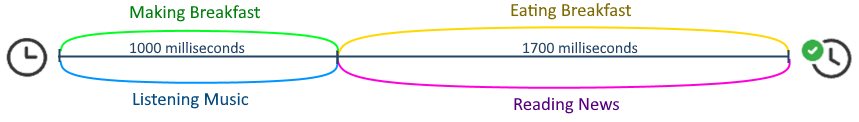 Making Breakfast
Eating Breakfast
1000 milliseconds
1700 milliseconds
Listening Music
Reading News